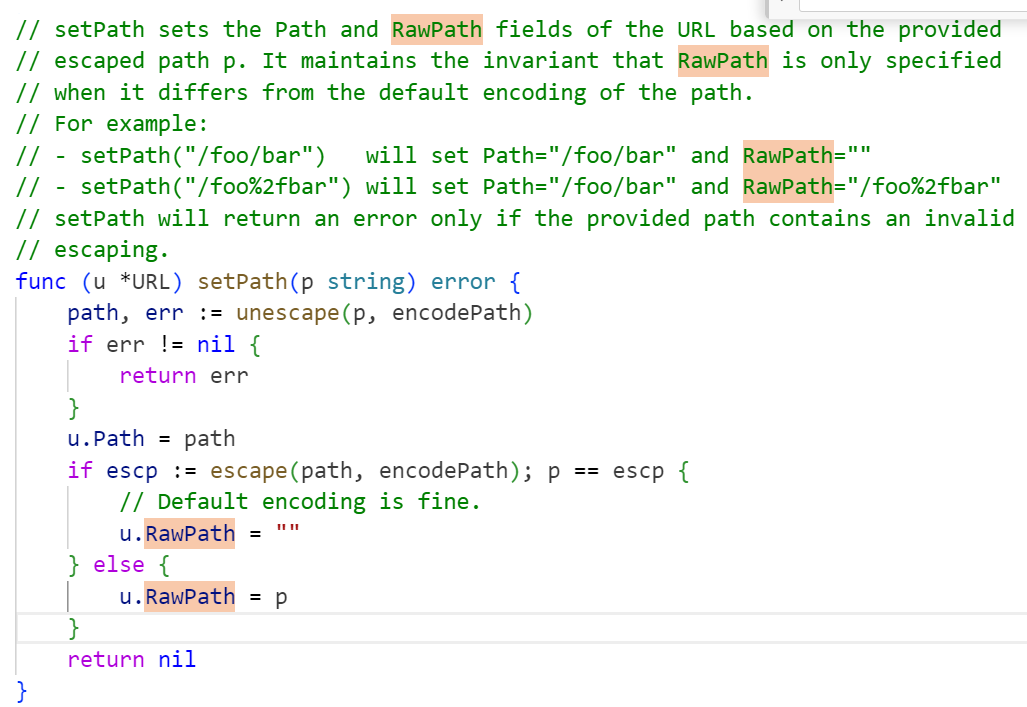 // setPath sets the Path and RawPath fields of the URL based on the provided
// escaped path p. It maintains the invariant that RawPath is only specified
// when it differs from the default encoding of the path.
// For example:
// - setPath("/foo/bar")   will set Path="/foo/bar" and RawPath=""
// - setPath("/foo%2fbar") will set Path="/foo/bar" and RawPath="/foo%2fbar"
// setPath will return an error only if the provided path contains an invalid
// escaping.
func (u *URL) setPath(p string) error {
    path, err := unescape(p, encodePath)
    if err != nil {
        return err
    }
    u.Path = path
    if escp := escape(path, encodePath); p == escp {
        // Default encoding is fine.
        u.RawPath = ""
    } else {
        u.RawPath = p
    }
    return nil
}